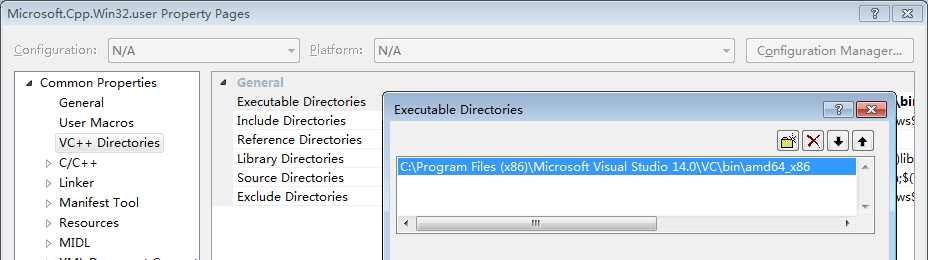 Microsoft.Cpp.Win32.user Property Pages
Configuration: N/A Platform: N/A Configuration Manager...
Common Properties
General
User Macros
VC++ Directories
C/C++
Linker
Manifest Tool
Resources
MIDL
General
Executable Directories
Include Directories
Reference Directories
Library Directories
Source Directories
Exclude Directories
Executable Directories
C:\Program Files (x86)\Microsoft Visual Studio 14.0\VC\bin\amd64_x86